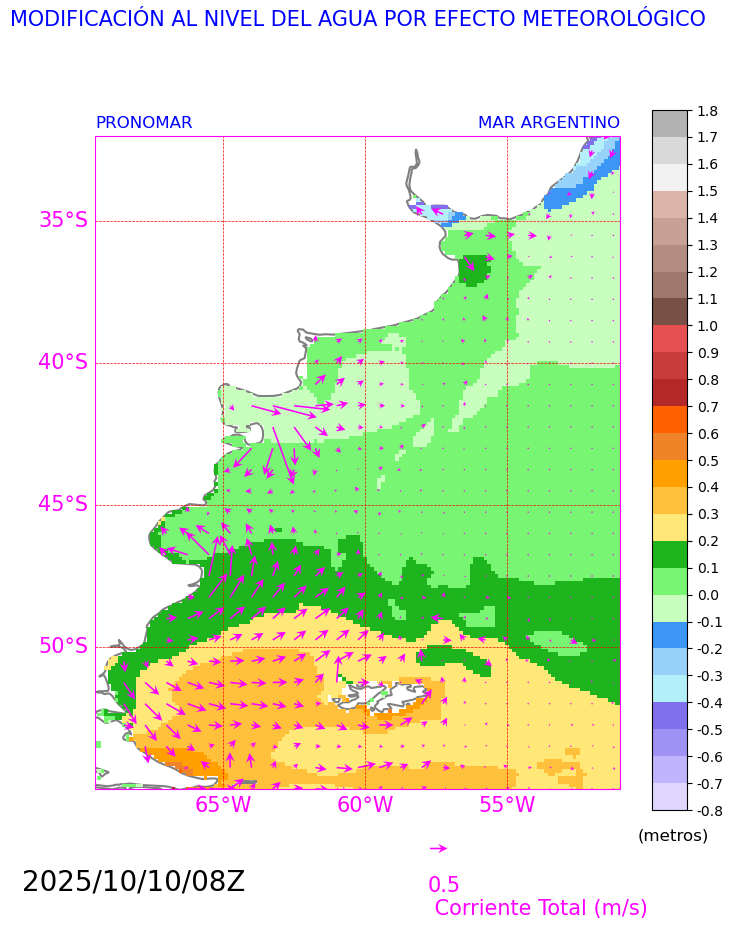 MODIFICACIÓN AL NIVEL DEL AGUA POR EFECTO METEOROLÓGICO
PRONOMAR
MAR ARGENTINO
35°S
40°S
45°S
50°S
65°W
60°W
55°W
1.8
1.7
1.6
1.5
1.4
1.3
1.2
1.1
1.0
0.9
0.8
0.7
0.6
0.5
0.4
0.3
0.2
0.1
0.0
-0.1
-0.2
-0.3
-0.4
-0.5
-0.6
-0.7
-0.8
(metros)
2025/10/10/08Z
0.5
Corriente Total (m/s)